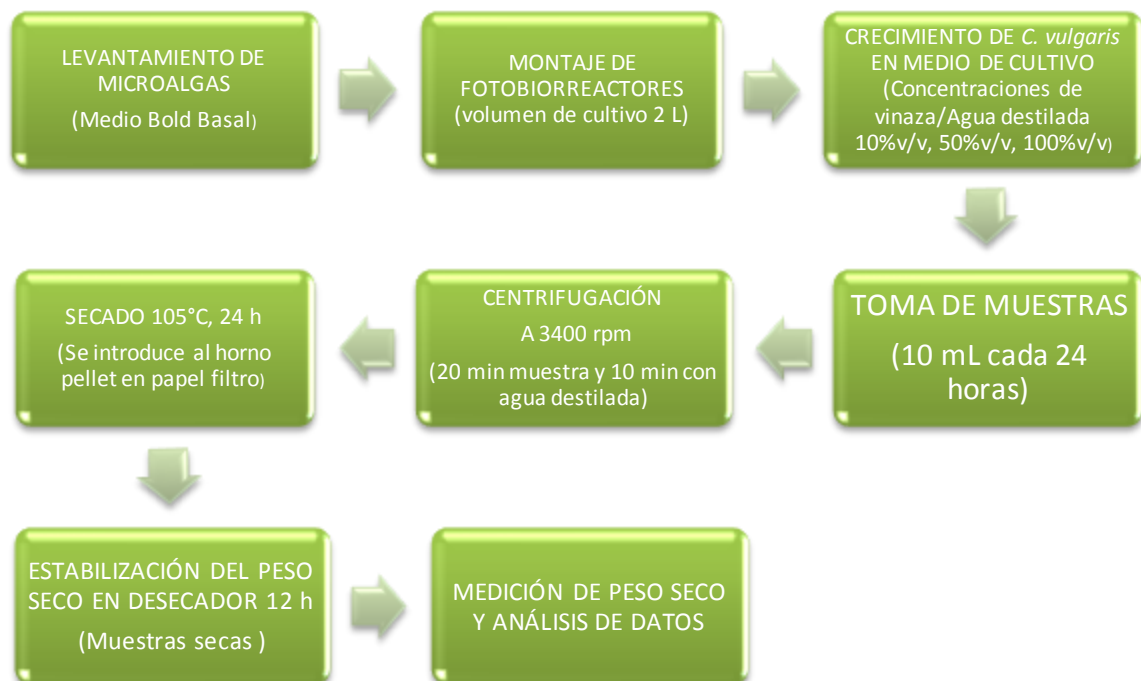 LEVANTAMIENTO DE
MICROALGAS
(Medio Bold Basal)
MONTAJE DE
FOTOBIORREACTORES
(volumen de cultivo 2 L)
CRECIMIENTO DE C. vulgaris
EN MEDIO DE CULTIVO
(Concentraciones de
vinaza/Agua destilada
10%v/v, 50%v/v, 100%v/v)
TOMA DE MUESTRAS
(10 mL cada 24
horas)
CENTRIFUGACIÓN
A 3400 rpm
(20 min muestra y 10 min con
agua destilada)
SECADO 105°C, 24 h
(Se introduce al horno
pellet en papel filtro)
ESTABILIZACIÓN DEL PESO
SECO EN DESECADOR 12 h
(Muestras secas )
MEDICIÓN DE PESO SECO
Y ANÁLISIS DE DATOS